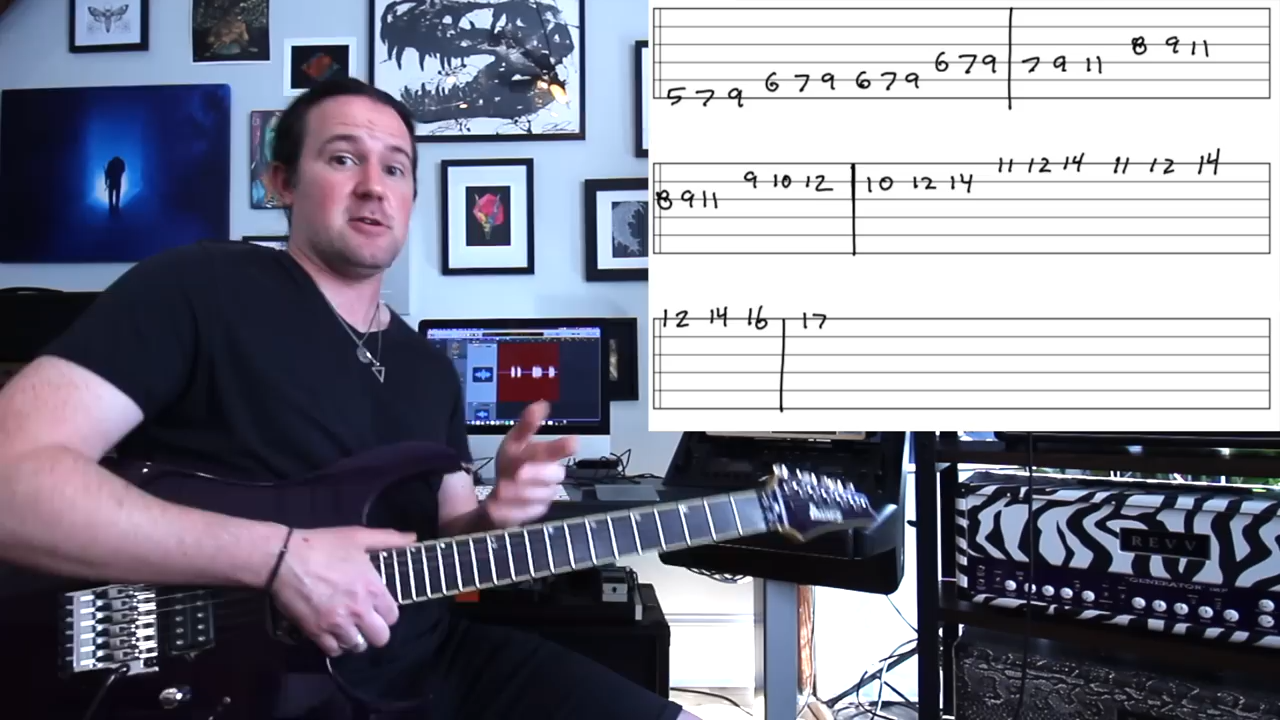 5 7 9 6 7 9 6 7 9 6 7 9 7 9 11 8 9 11
8 9 11 9 10 12 10 12 14 11 12 14 11 12 14
12 14 16 17
REVV
GENERATOR